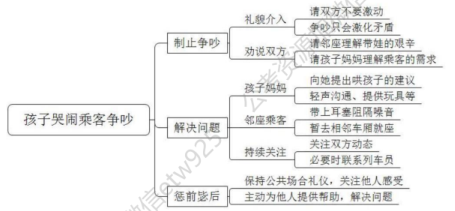 孩子哭闹乘客争吵
制止争吵
礼貌介入
请双方不要激动
争吵只会激化矛盾
劝说双方
请邻座理解带娃的艰辛
请孩子妈妈理解乘客的需求
解决问题
孩子妈妈
向她提出哄孩子的建议
轻声沟通、提供玩具等
邻座乘客
带上耳塞阻隔噪音
暂去相邻车厢就座
持续关注
关注双方动态
必要时联系列车员
惩前毖后
保持公共场合礼仪，关注他人感受
主动为他人提供帮助，解决问题